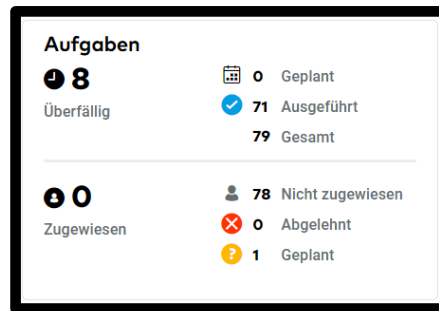 Aufgaben
8
Überfällig
0 Geplant
71 Ausgeführt
79 Gesamt
0
Zugewiesen
78 Nicht zugewiesen
0 Abgelehnt
1 Geplant